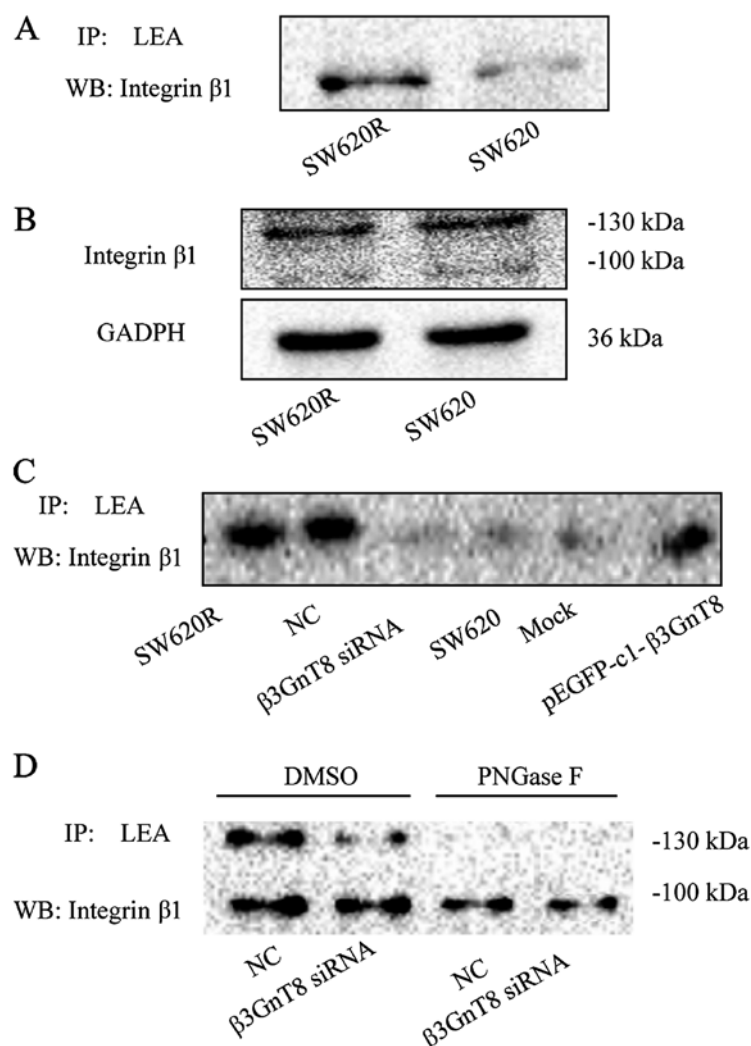 A
IP: LEA
WB: Integrin β1
SW620R
SW620
B
Integrin β1
-130 kDa
-100 kDa
GADPH
36 kDa
SW620R
SW620
C
IP: LEA
WB: Integrin β1
SW620R
NC
β3GnT8 siRNA
SW620
Mock
pEGFP-c1-β3GnT8
D
DMSO
PNGase F
IP: LEA
-130 kDa
WB: Integrin β1
-100 kDa
NC
β3GnT8 siRNA
NC
β3GnT8 siRNA